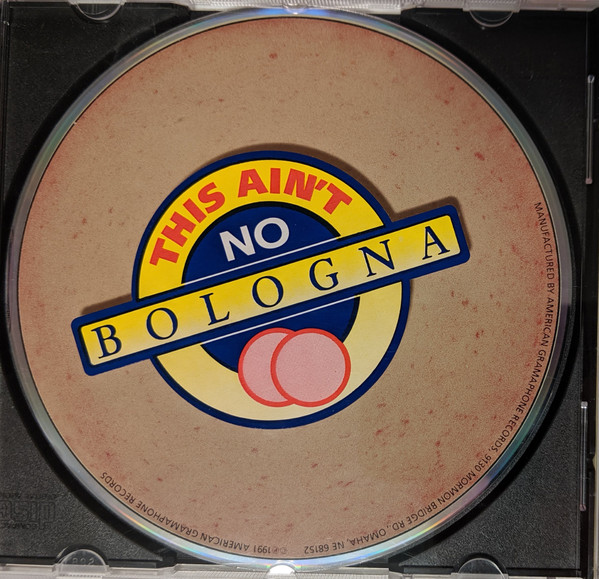 THIS AIN'T
NO
BOLOGNA
MANUFACTURED BY AMERICAN GRAMAPHONE RECORDS, 9130 MORMON BRIDGE RD · OMAHA, NE 68152
©℗1991 AMERICAN GRAMAPHONE RECORDS